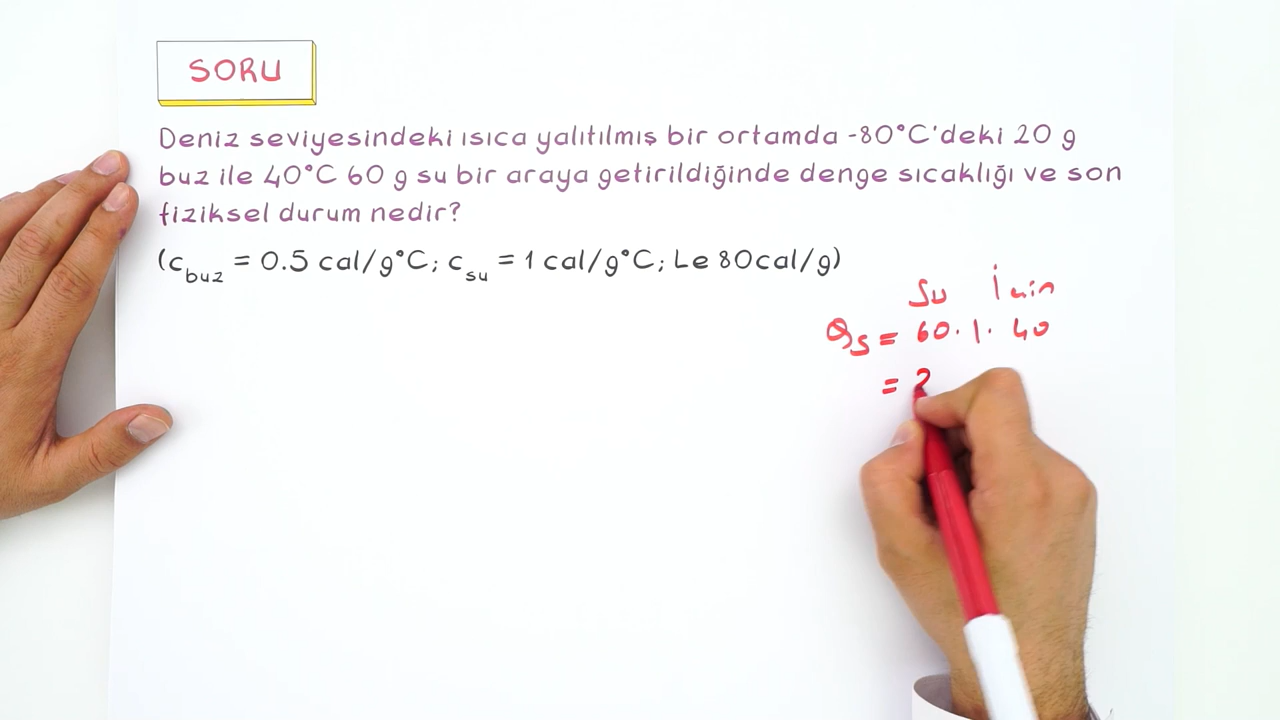 SORU
Deniz seviyesindeki ısıca yalıtılmış bir ortamda -80°C'deki 20 g
buz ile 40°C 60 g su bir araya getirildiğinde denge sıcaklığı ve son
fiziksel durum nedir?
(c buz = 0.5 cal/g°C; c su = 1 cal/g°C; Le 80cal/g)
Su
Qs = 60 · 1 · 40
= 2